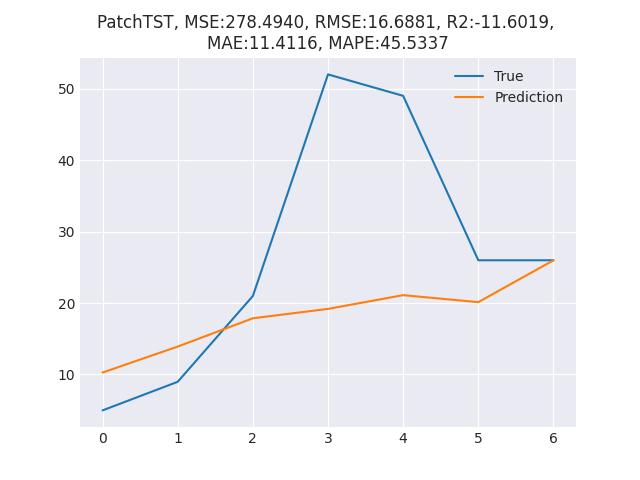 PatchTST, MSE:278.4940, RMSE:16.6881, R2:-11.6019,
MAE:11.4116, MAPE:45.5337
True
Prediction
50
40
30
20
10
0 1 2 3 4 5 6